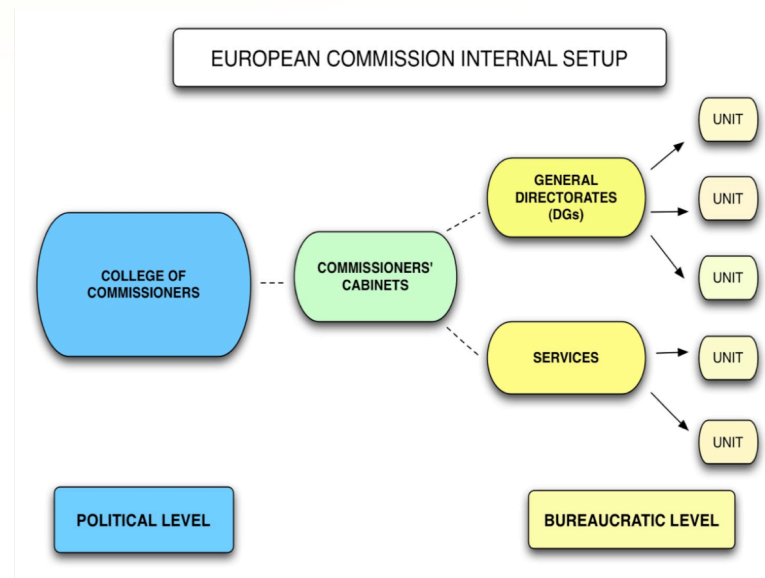 EUROPEAN COMMISSION INTERNAL SETUP
COLLEGE OF
COMMISSIONERS
COMMISSIONERS'
CABINETS
GENERAL
DIRECTORATES
(DGs)
SERVICES
UNIT
UNIT
UNIT
UNIT
UNIT
POLITICAL LEVEL
BUREAUCRATIC LEVEL